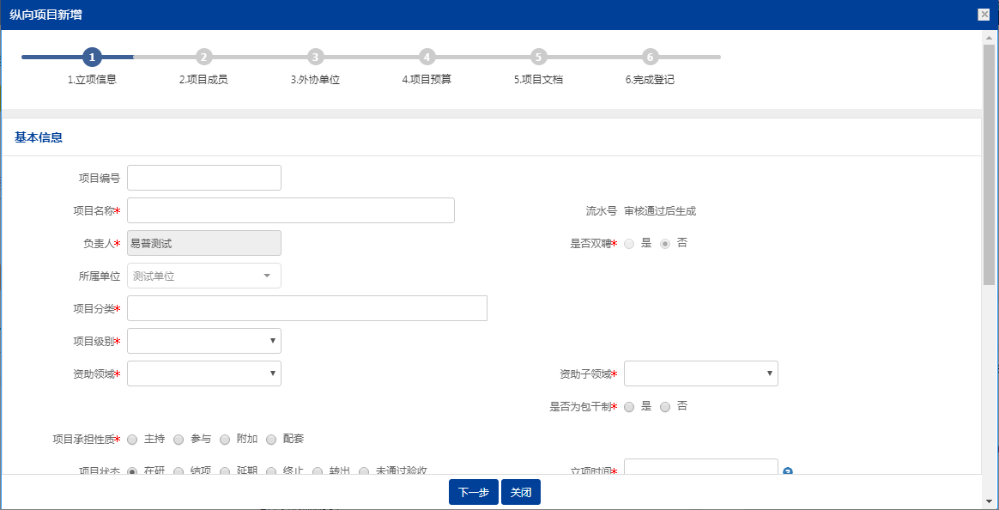 纵向项目新增
1 2 3 4 5 6
1.立项信息 2.项目成员 3.外协单位 4.项目预算 5.项目文档 6.完成登记
基本信息
项目编号
项目名称* 流水号 审核通过后生成
负责人* 易普测试 是否双聘* 是 否
所属单位 测试单位
项目分类*
项目级别*
资助领域* 资助子领域*
是否为包干制* 是 否
项目承担性质* 主持 参与 附加 配套
项目状态 在研 结项 延期 终止 转出 未通过验收 立项时间* ?
下一步 关闭